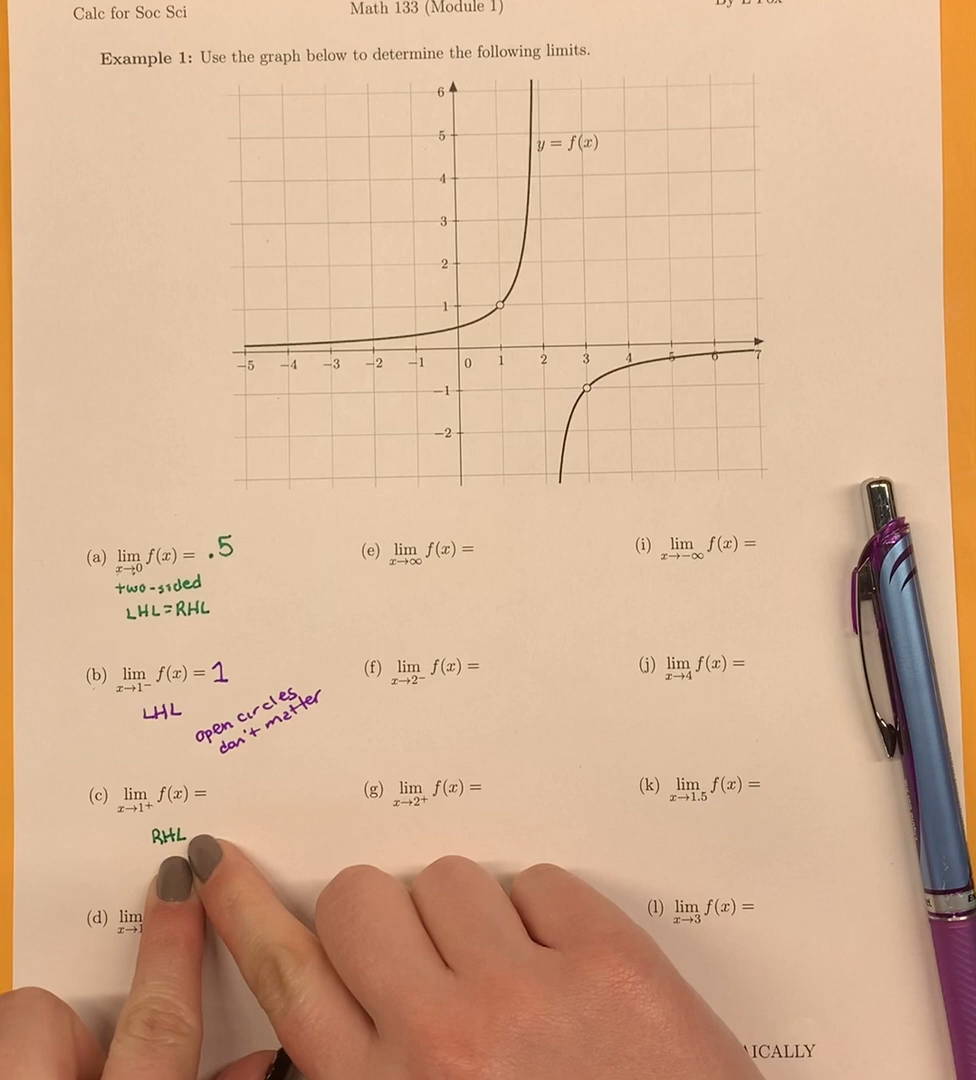 Calc for Soc Sci
Math 133 (Module 1)
Example 1: Use the graph below to determine the following limits.
6
5
4
3
2
1
−1
−2
y = f(x)
−5 −4 −3 −2 −1 0 1 2 3 4 5 6 7
(a) lim x→0 f(x) = .5
two-sided
LHL=RHL
(e) lim x→∞ f(x) =
(i) lim x→−∞ f(x) =
(b) lim x→1− f(x) = 1
LHL
open circles
don't matter
(f) lim x→2− f(x) =
(j) lim x→4 f(x) =
(c) lim x→1+ f(x) =
RHL
(g) lim x→2+ f(x) =
(k) lim x→1.5 f(x) =
(d) lim x→1
(l) lim x→3 f(x) =